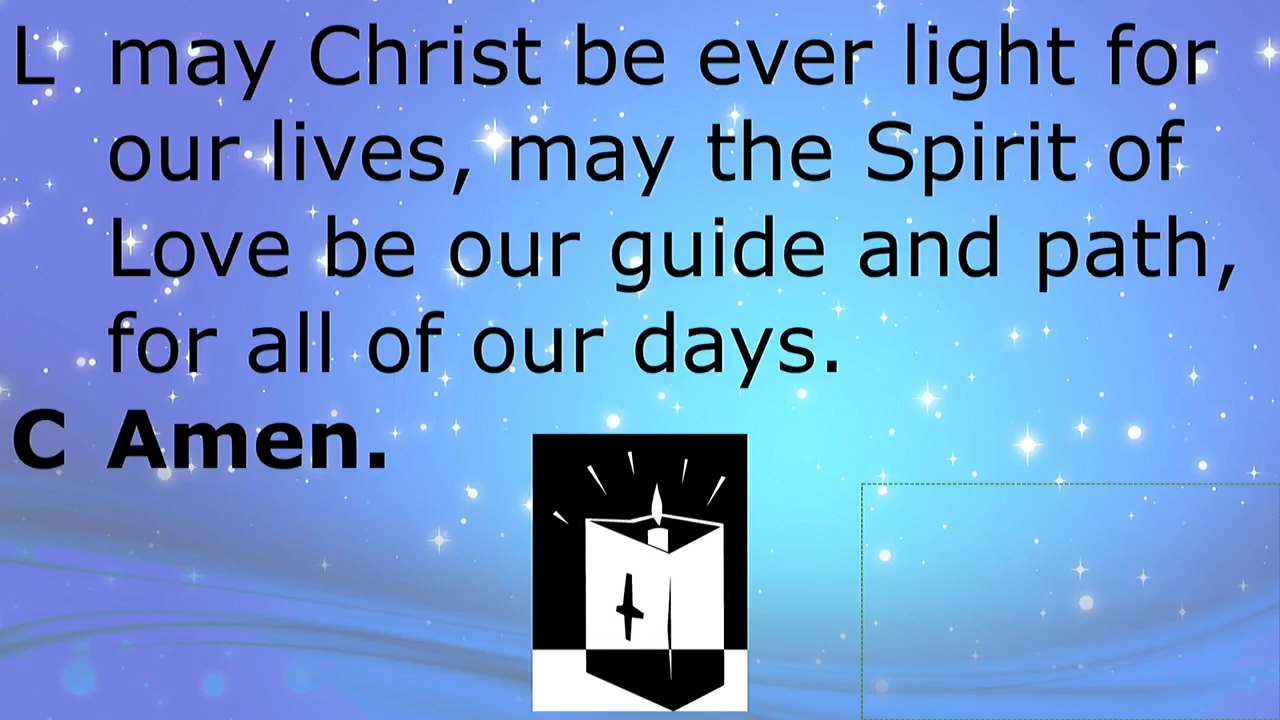 L may Christ be ever light for
our lives, may the Spirit of
Love be our guide and path,
for all of our days.
C Amen.